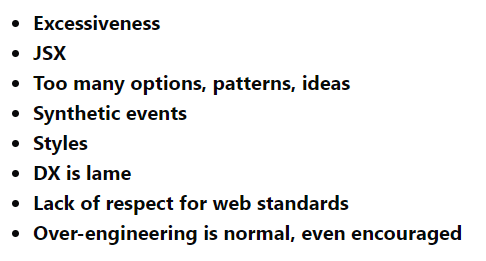 • Excessiveness
• JSX
• Too many options, patterns, ideas
• Synthetic events
• Styles
• DX is lame
• Lack of respect for web standards
• Over-engineering is normal, even encouraged